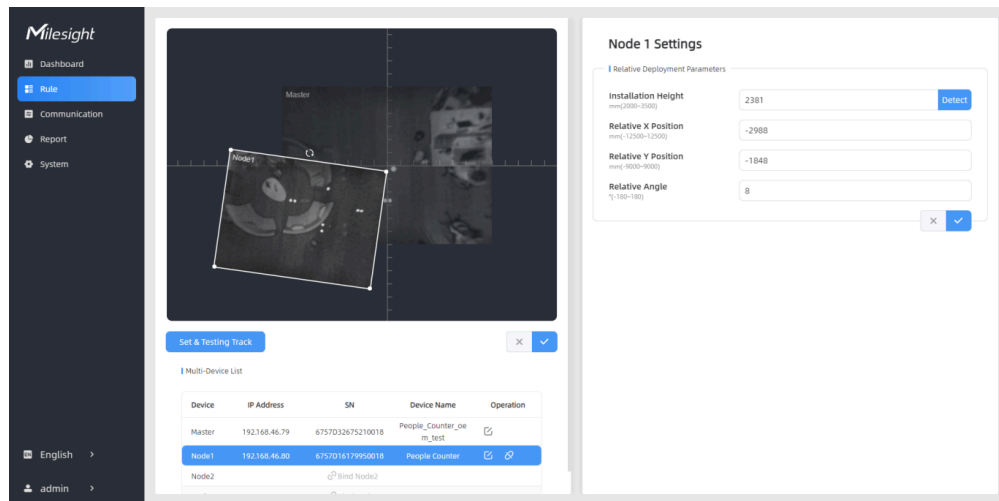 Milesight
Dashboard
Rule
Communication
Report
System
EN English >
admin >
Master
Node1
Set & Testing Track
Multi-Device List
Device IP Address SN Device Name Operation
Master 192.168.46.79 6757D32675210018 People_Counter_oe
m_test
Node1 192.168.46.80 6757D16179950018 People Counter
Node2 Bind Node2
Node 1 Settings
Relative Deployment Parameters
Installation Height 2381 Detect
mm(2000~3500)
Relative X Position -2988
mm(-12500~12500)
Relative Y Position -1848
mm(-9000~9000)
Relative Angle 8
°(-180~180)